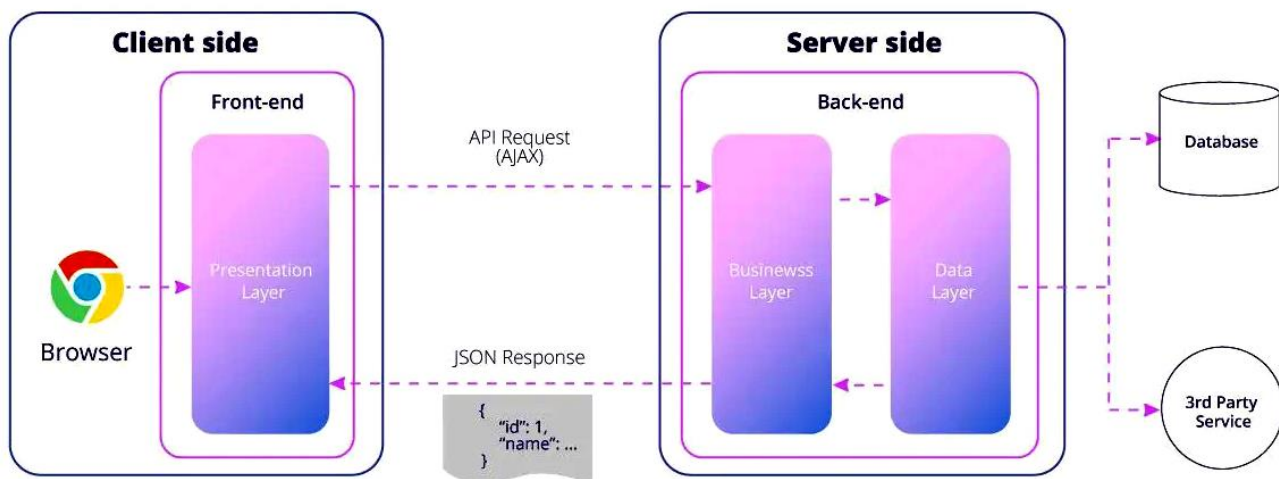 Client side
Front-end
Presentation
Layer
Browser
API Request
(AJAX)
JSON Response
{
"id": 1,
"name": ...
}
Server side
Back-end
Businewss
Layer
Data
Layer
Database
3rd Party
Service